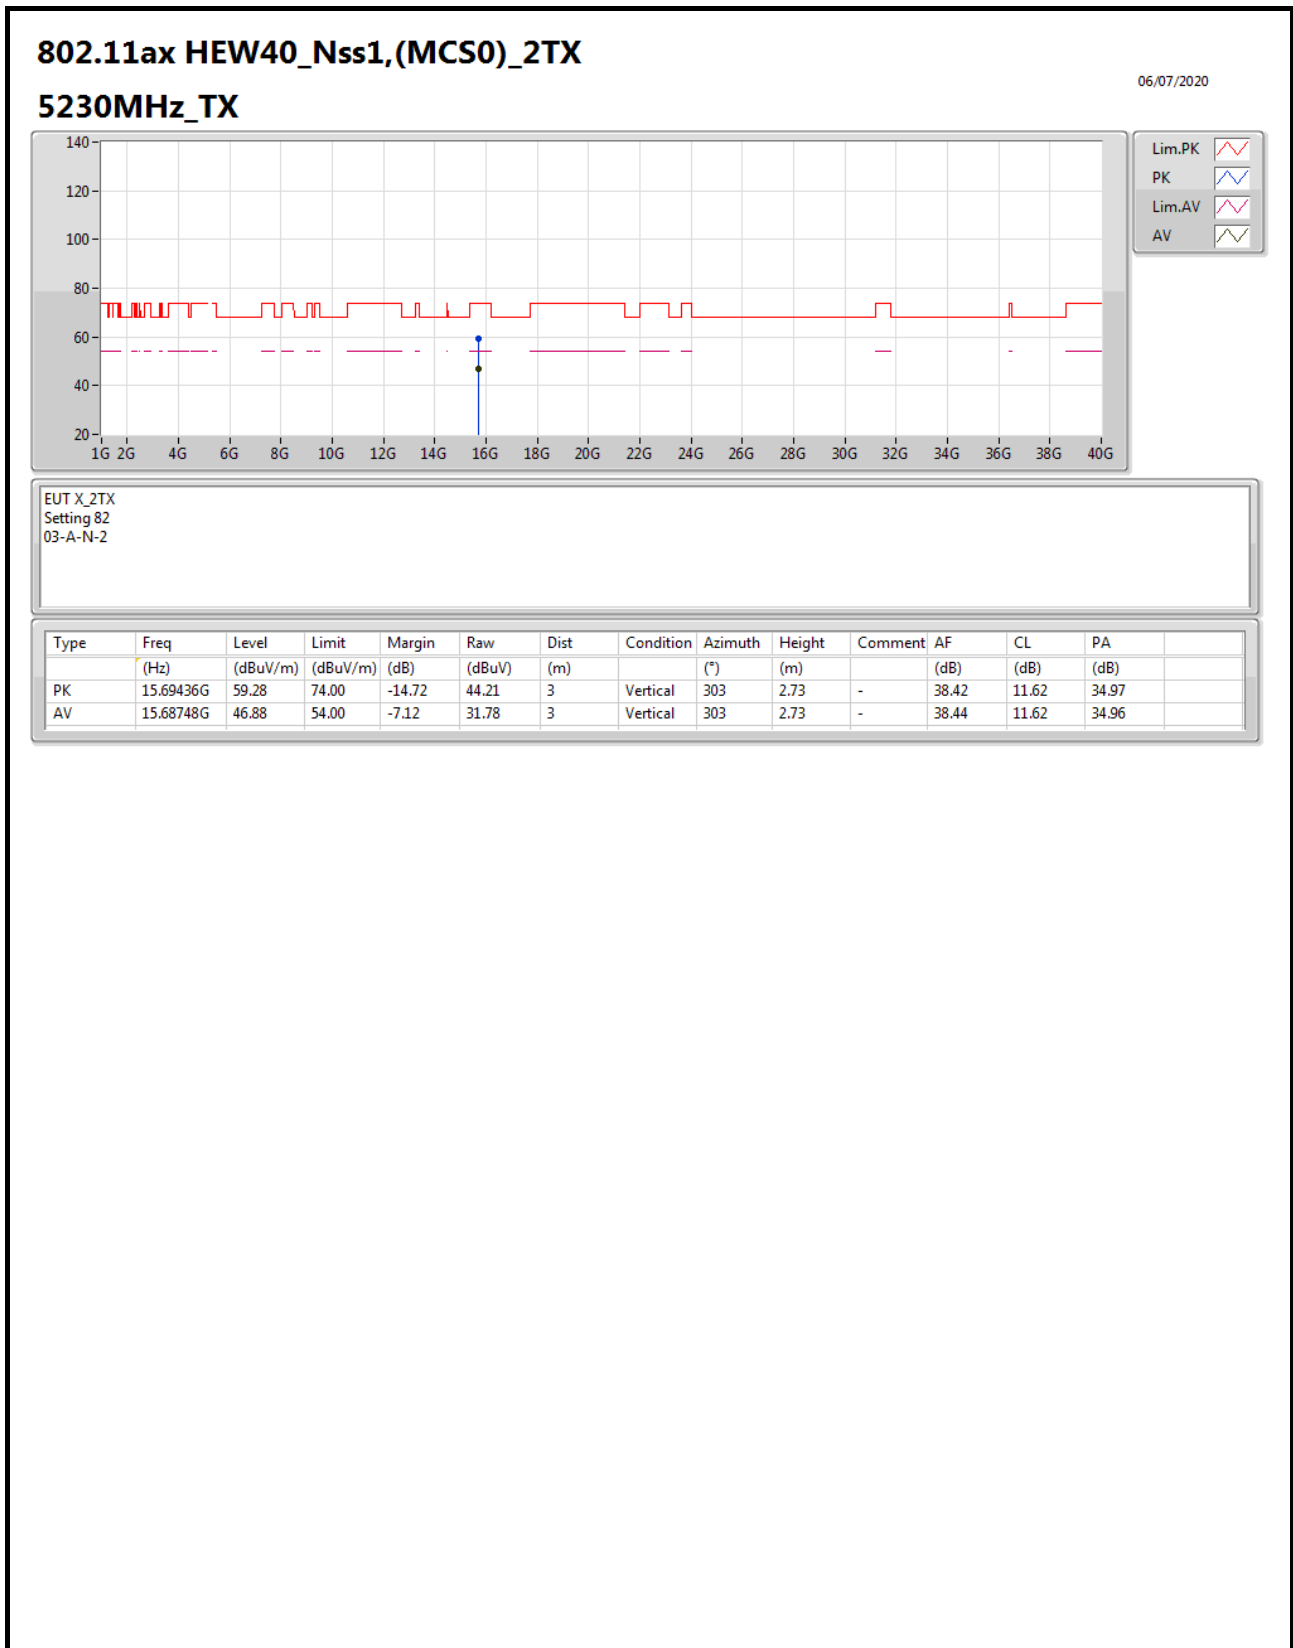 802.11ax HEW40_Nss1,(MCS0)_2TX
06/07/2020
5230MHz_TX
140
120
100
80
60
40
20
1G 2G 4G 6G 8G 10G 12G 14G 16G 18G 20G 22G 24G 26G 28G 30G 32G 34G 36G 38G 40G
Lim.PK
PK
Lim.AV
AV
EUT X_2TX
Setting 82
03-A-N-2
Type Freq Level Limit Margin Raw Dist Condition Azimuth Height Comment AF CL PA
(Hz) (dBuV/m) (dBuV/m) (dB) (dBuV) (m) (°) (m) (dB) (dB) (dB)
PK 15.69436G 59.28 74.00 -14.72 44.21 3 Vertical 303 2.73 - 38.42 11.62 34.97
AV 15.68748G 46.88 54.00 -7.12 31.78 3 Vertical 303 2.73 - 38.44 11.62 34.96